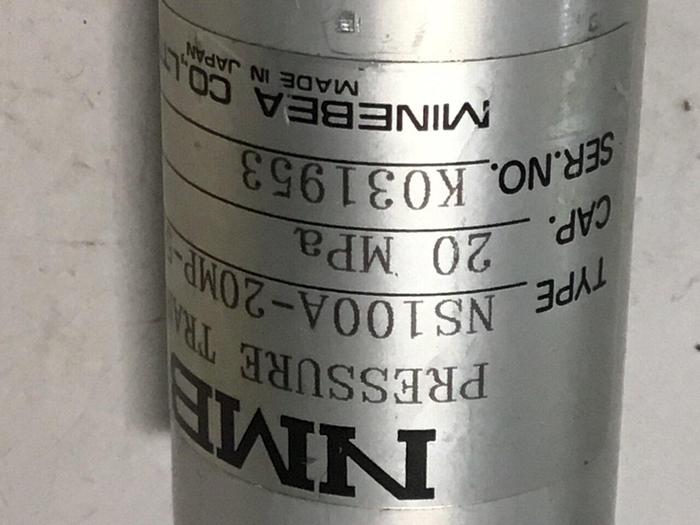 NMB
PRESSURE TRA
TYPE NS100A-20MP-
CAP. 20 MPa
SER.NO. K031953
MINEBEA CO.,LT
MADE IN JAPAN